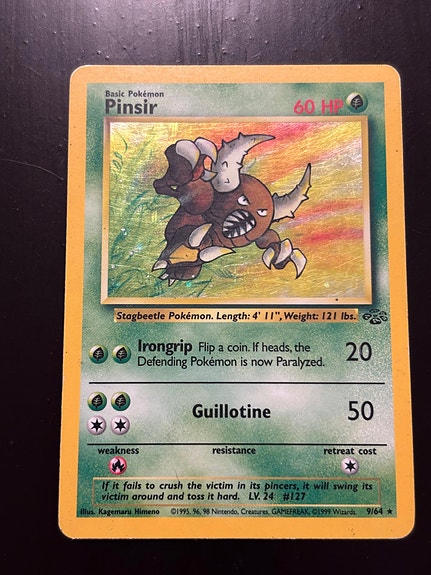 Basic Pokémon
Pinsir
60 HP
Stagbeetle Pokémon. Length: 4' 11", Weight: 121 lbs.
Irongrip Flip a coin. If heads, the
Defending Pokémon is now Paralyzed.
20
Guillotine
50
weakness
resistance
retreat cost
If it fails to crush the victim in its pincers, it will swing its
victim around and toss it hard. LV. 24 #127
Illus. Kagemaru Himeno
©1995, 96, 98 Nintendo, Creatures, GAMEFREAK. ©1999 Wizards.
9/64 ★